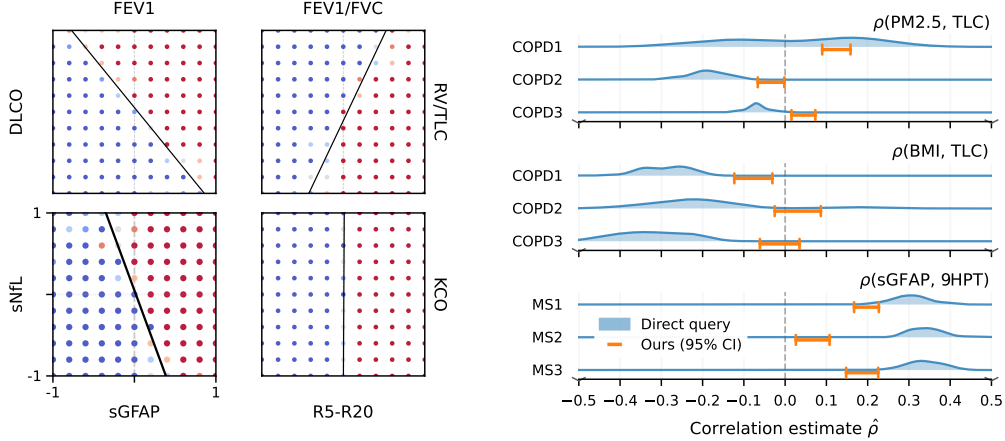 FEV1
FEV1/FVC
DLCO
RV/TLC
sNfL
1
-1
-1
1
sGFAP
KCO
R5-R20
ρ(PM2.5, TLC)
COPD1
COPD2
COPD3
ρ(BMI, TLC)
COPD1
COPD2
COPD3
ρ(sGFAP, 9HPT)
MS1
MS2
MS3
Direct query
Ours (95% CI)
−0.5 −0.4 −0.3 −0.2 −0.1 0.0 0.1 0.2 0.3 0.4 0.5
Correlation estimate ρ̂